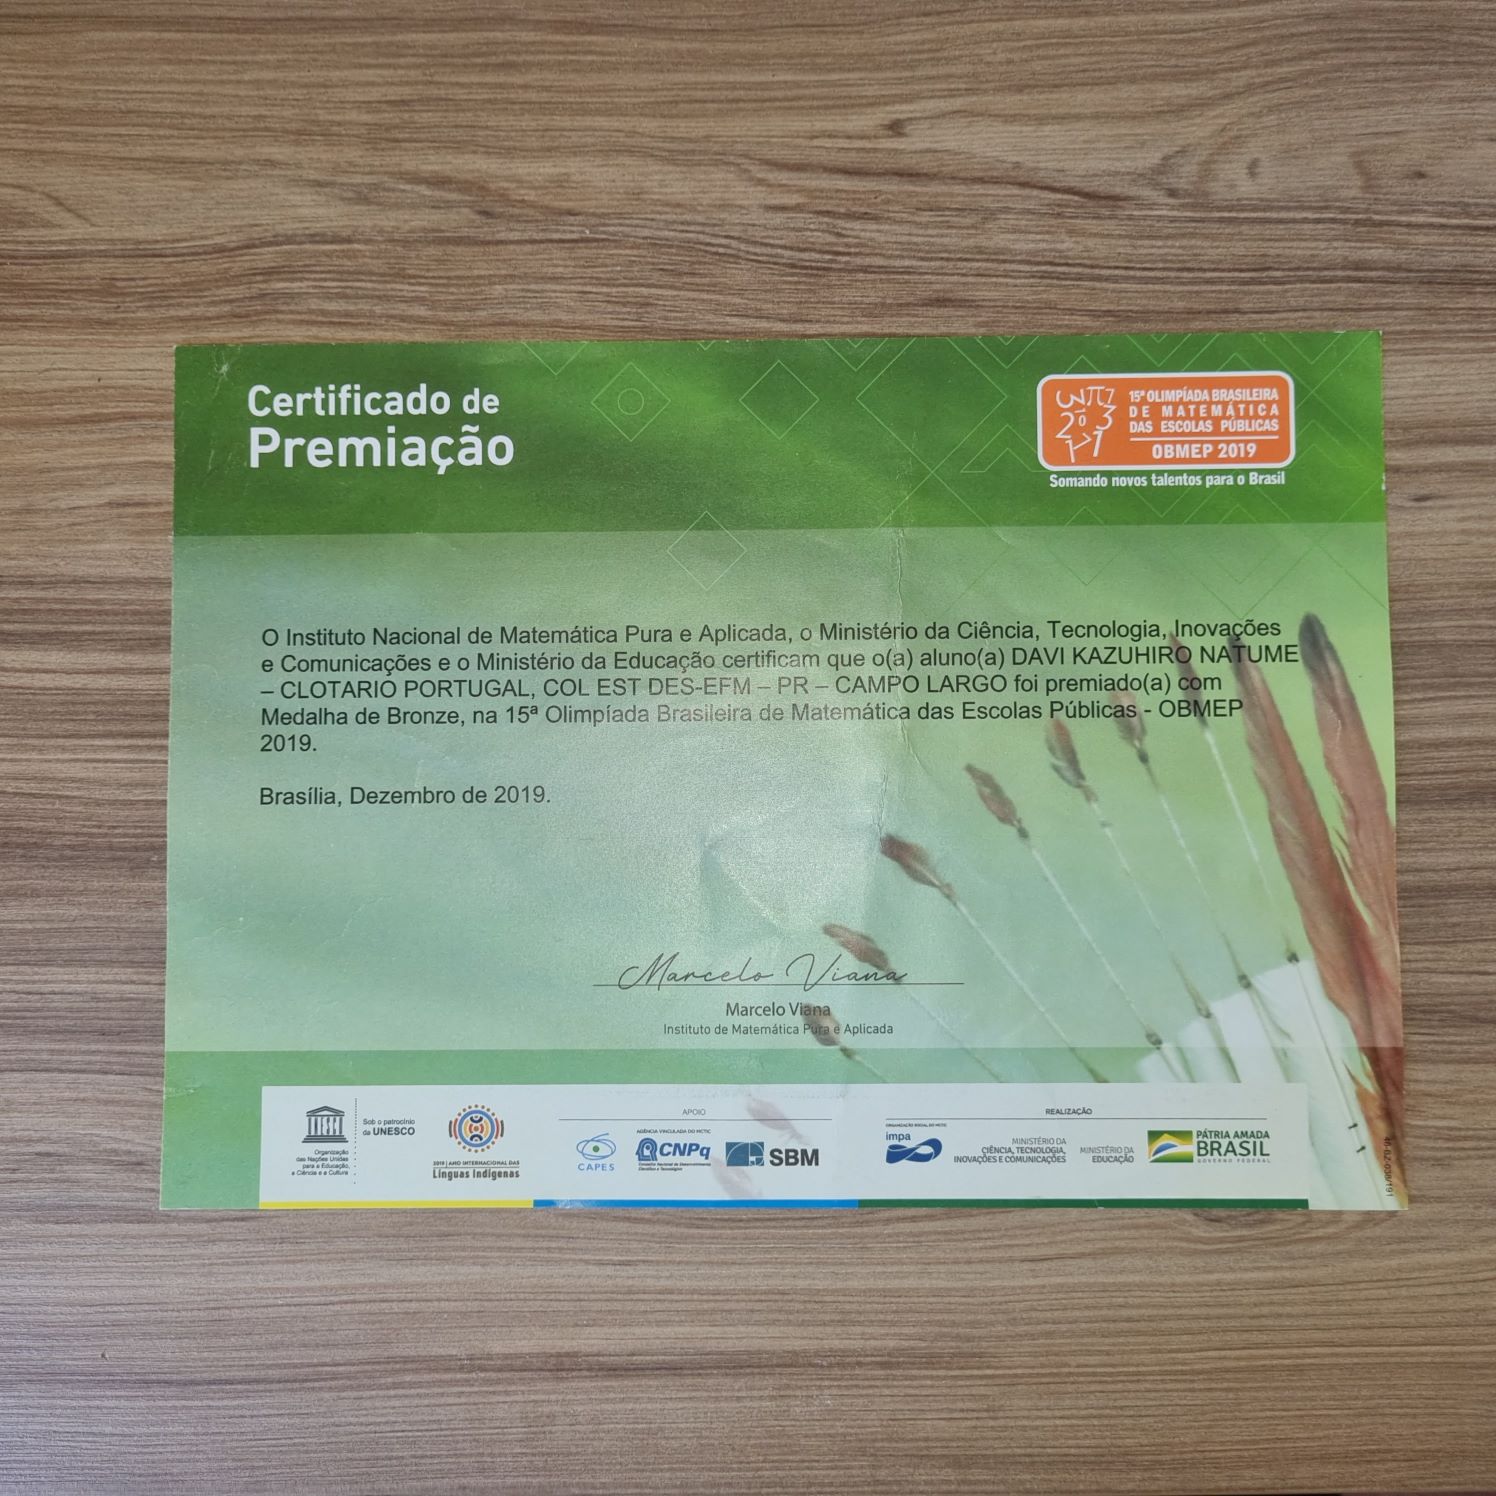 Certificado de
Premiação
15ª OLIMPÍADA BRASILEIRA
DE MATEMÁTICA
DAS ESCOLAS PÚBLICAS
OBMEP 2019
Somando novos talentos para o Brasil
O Instituto Nacional de Matemática Pura e Aplicada, o Ministério da Ciência, Tecnologia, Inovações
e Comunicações e o Ministério da Educação certificam que o(a) aluno(a) DAVI KAZUHIRO NATUME
– CLOTARIO PORTUGAL, COL EST DES-EFM – PR – CAMPO LARGO foi premiado(a) com
Medalha de Bronze, na 15ª Olimpíada Brasileira de Matemática das Escolas Públicas - OBMEP
2019.
Brasília, Dezembro de 2019.
Marcelo Viana
Marcelo Viana
Instituto de Matemática Pura e Aplicada
Organização
das Nações Unidas
para a Educação,
a Ciência e a Cultura
Sob o patrocínio
da UNESCO
2019 | ANO INTERNACIONAL DAS
Línguas Indígenas
APOIO
CAPES
AGÊNCIA VINCULADA DO MCTIC
CNPq
Conselho Nacional de Desenvolvimento
Científico e Tecnológico
SBM
REALIZAÇÃO
ORGANIZAÇÃO SOCIAL DO MCTIC
impa
MINISTÉRIO DA
CIÊNCIA, TECNOLOGIA,
INOVAÇÕES E COMUNICAÇÕES
MINISTÉRIO DA
EDUCAÇÃO
PÁTRIA AMADA
BRASIL
GOVERNO FEDERAL